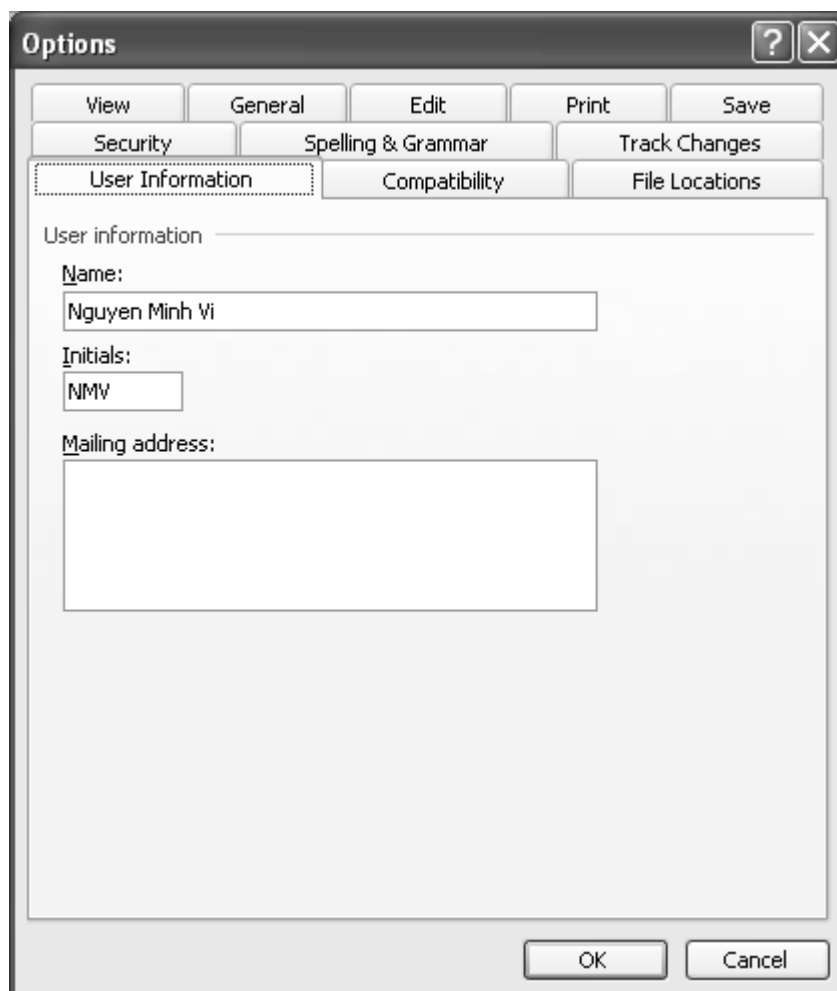 Options
View General Edit Print Save
Security Spelling & Grammar Track Changes
User Information Compatibility File Locations
User information
Name:
Nguyen Minh Vi
Initials:
NMV
Mailing address:
OK Cancel